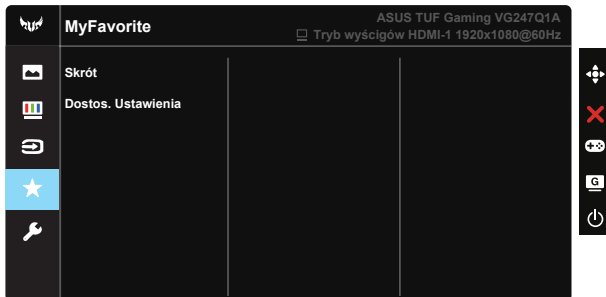 MyFavorite
ASUS TUF Gaming VG247Q1A
Tryb wyścigów HDMI-1 1920x1080@60Hz
Skrót
Dostos. Ustawienia
G